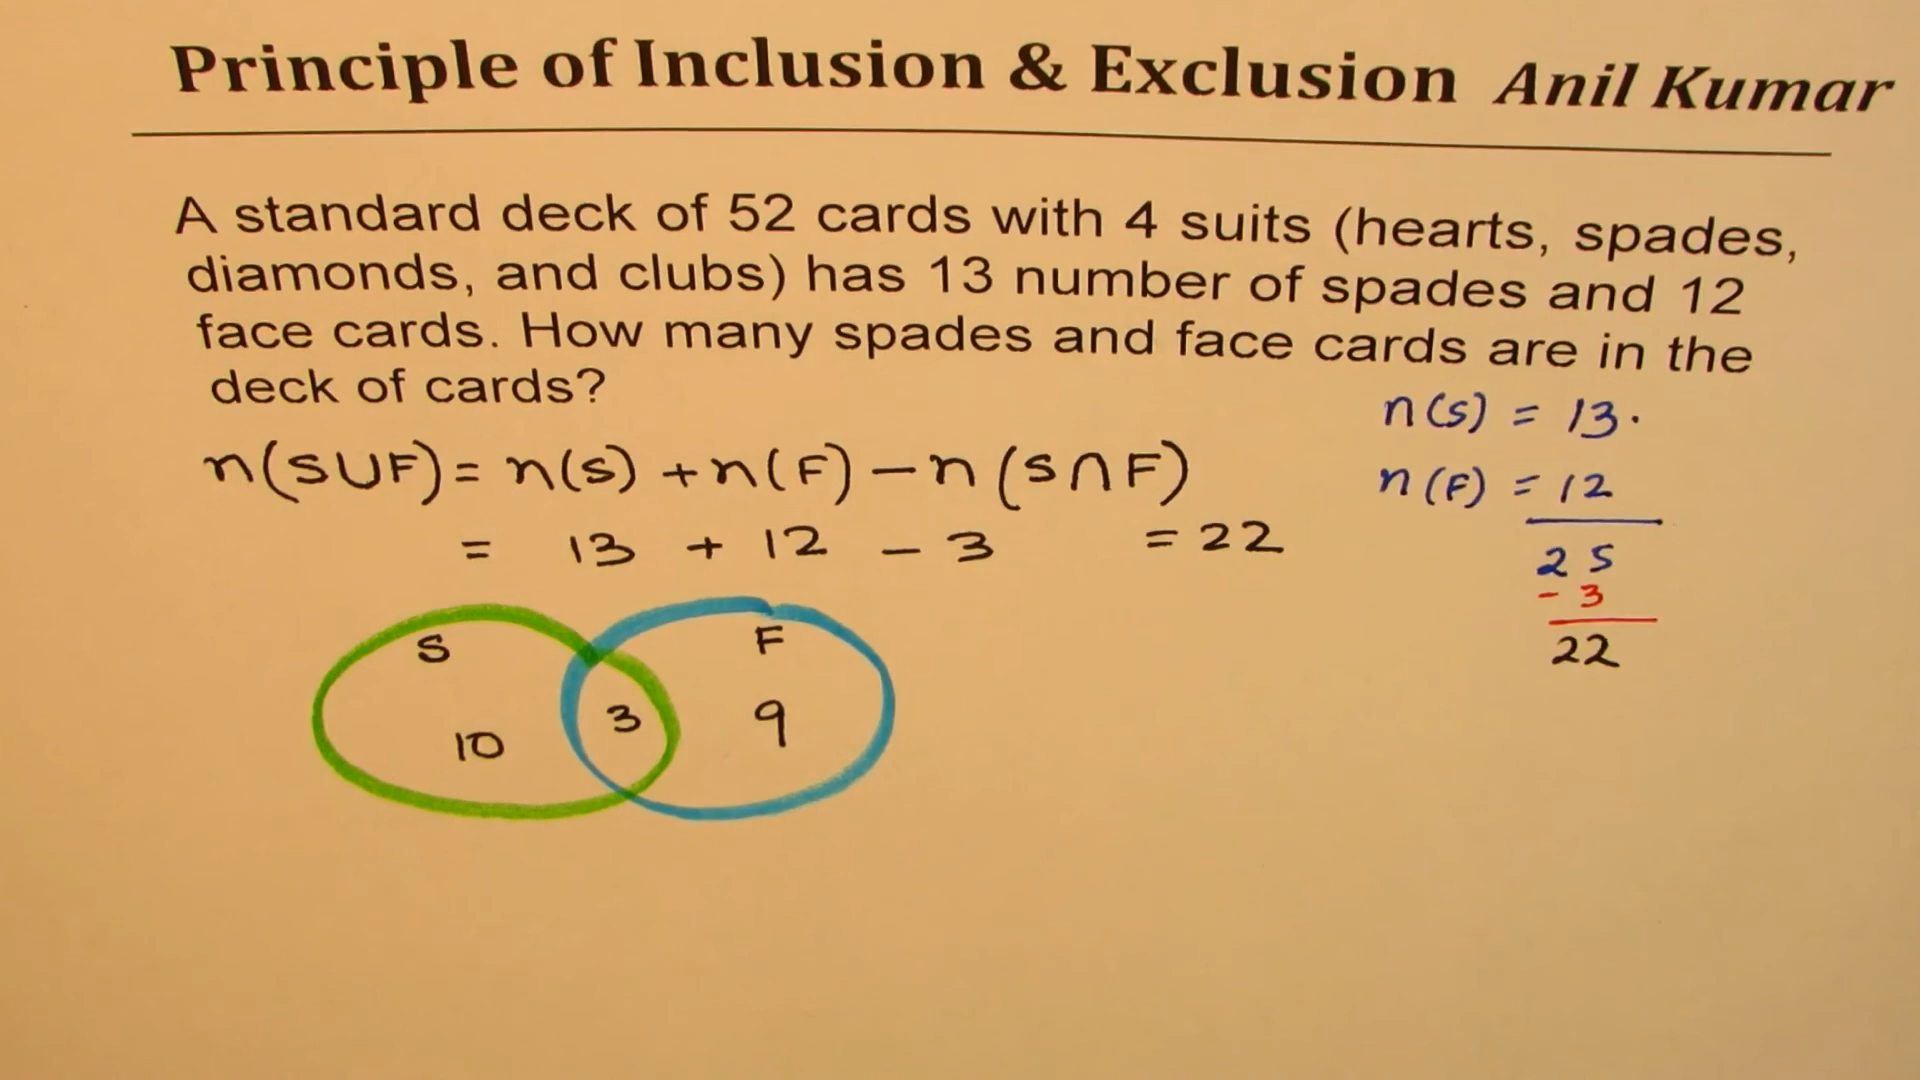 Principle of Inclusion & Exclusion Anil Kumar
A standard deck of 52 cards with 4 suits (hearts, spades,
diamonds, and clubs) has 13 number of spades and 12
face cards. How many spades and face cards are in the
deck of cards?
n(S) = 13.
n(S∪F) = n(S) + n(F) - n(S∩F)
n(F) = 12
= 13 + 12 - 3 = 22
25
- 3
22
S F
10 3 9